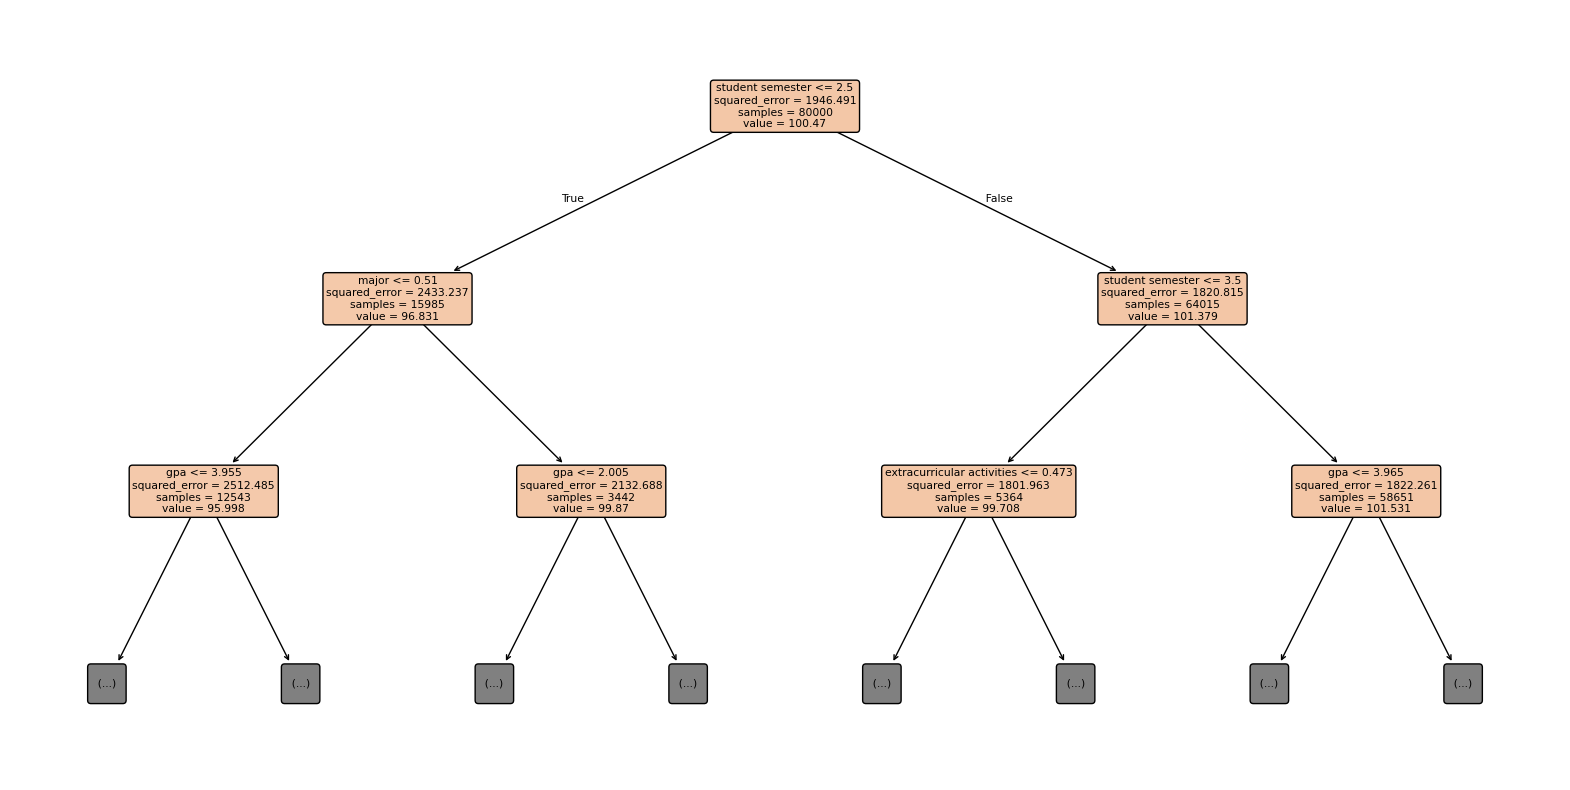 student semester <= 2.5
squared_error = 1946.491
samples = 80000
value = 100.47
True
False
major <= 0.51
squared_error = 2433.237
samples = 15985
value = 96.831
student semester <= 3.5
squared_error = 1820.815
samples = 64015
value = 101.379
gpa <= 3.955
squared_error = 2512.485
samples = 12543
value = 95.998
gpa <= 2.005
squared_error = 2132.688
samples = 3442
value = 99.87
extracurricular activities <= 0.473
squared_error = 1801.963
samples = 5364
value = 99.708
gpa <= 3.965
squared_error = 1822.261
samples = 58651
value = 101.531
(...)
(...)
(...)
(...)
(...)
(...)
(...)
(...)